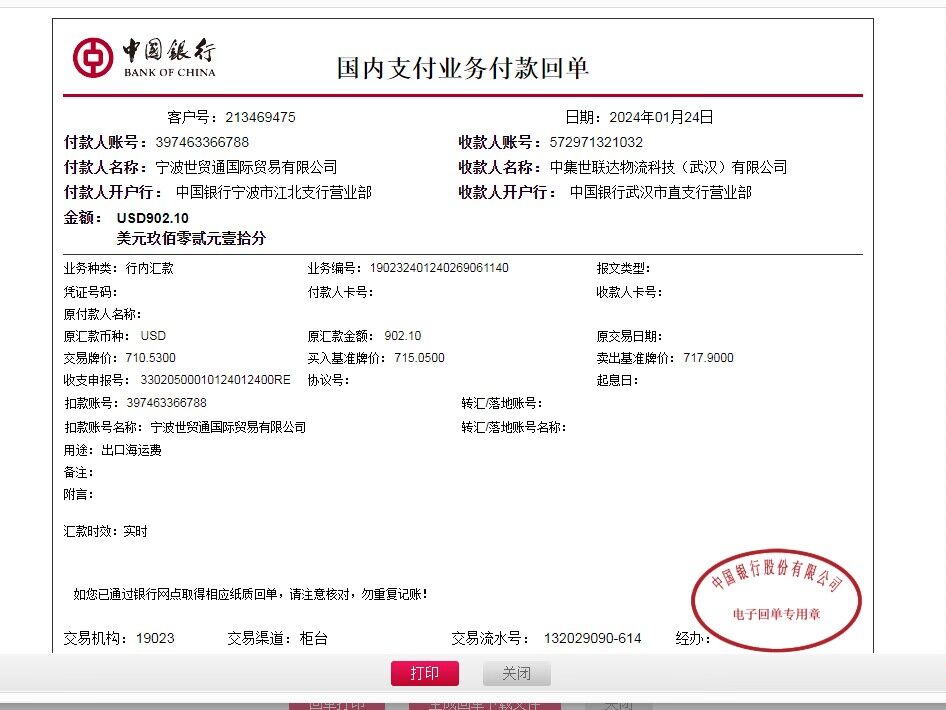 中国银行
BANK OF CHINA
国内支付业务付款回单
客户号：213469475 日期：2024年01月24日
付款人账号：397463366788 收款人账号：572971321032
付款人名称：宁波世贸通国际贸易有限公司 收款人名称：中集世联达物流科技（武汉）有限公司
付款人开户行： 中国银行宁波市江北支行营业部 收款人开户行： 中国银行武汉市直支行营业部
金额： USD902.10
美元玖佰零贰元壹拾分
业务种类：行内汇款 业务编号：190232401240269061140 报文类型：
凭证号码： 付款人卡号： 收款人卡号：
原付款人名称：
原汇款币种： USD 原汇款金额： 902.10 原交易日期：
交易牌价：710.5300 买入基准牌价：715.0500 卖出基准牌价：717.9000
收支申报号： 33020500010124012400RE 协议号： 起息日：
扣款账号：397463366788 转汇/落地账号：
扣款账号名称：宁波世贸通国际贸易有限公司 转汇/落地账号名称：
用途：出口海运费
备注：
附言：
汇款时效：实时
如您已通过银行网点取得相应纸质回单，请注意核对，勿重复记账！
中国银行股份有限公司
电子回单专用章
交易机构：19023 交易渠道：柜台 交易流水号： 132029090-614 经办：
打印 关闭
回单打印 生成回单下载文件 关闭